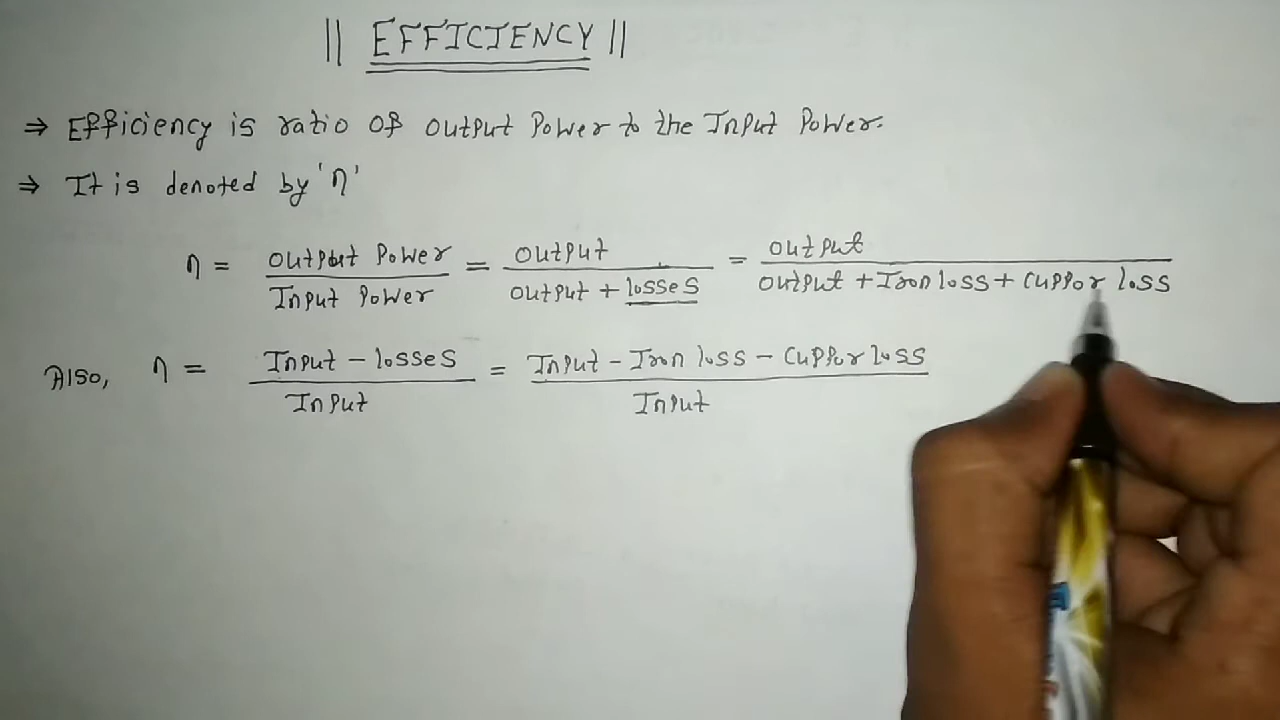 || EFFICIENCY ||
⇒ Efficiency is ratio of output Power to the Input Power.
⇒ It is denoted by 'η'
η = output Power / Input Power = output / output + losses = output / output + Iron loss + Cuppor loss
Also, η = Input - losses / Input = Input - Iron loss - Cuppor loss / Input